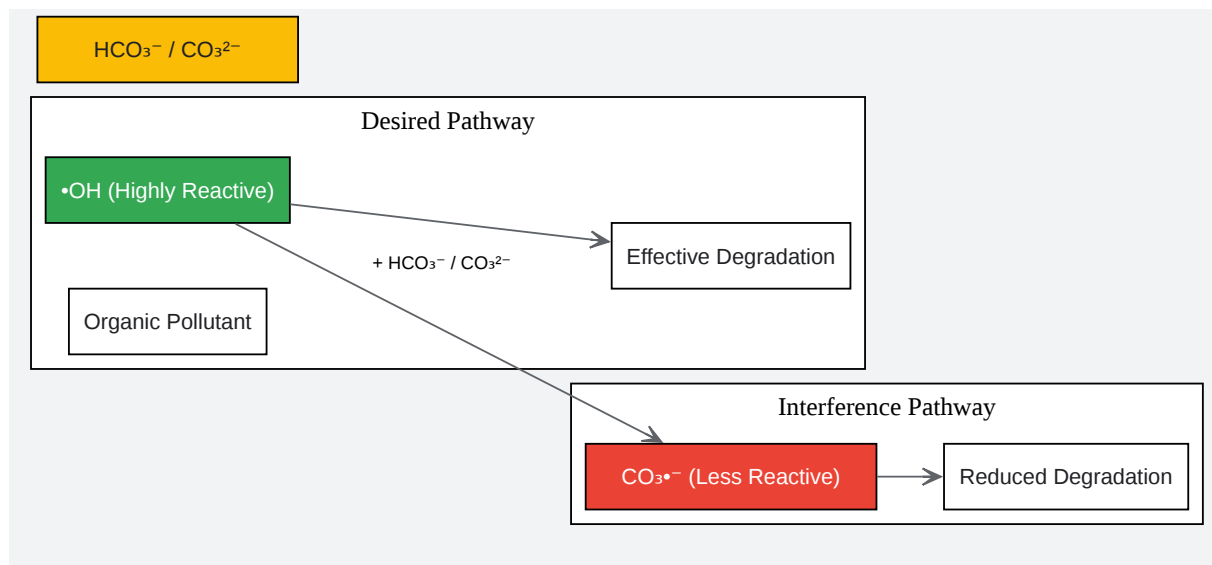 HCO₃⁻ / CO₃²⁻
Desired Pathway
•OH (Highly Reactive)
Effective Degradation
+ HCO₃⁻ / CO₃²⁻
Organic Pollutant
Interference Pathway
CO₃•⁻ (Less Reactive)
Reduced Degradation